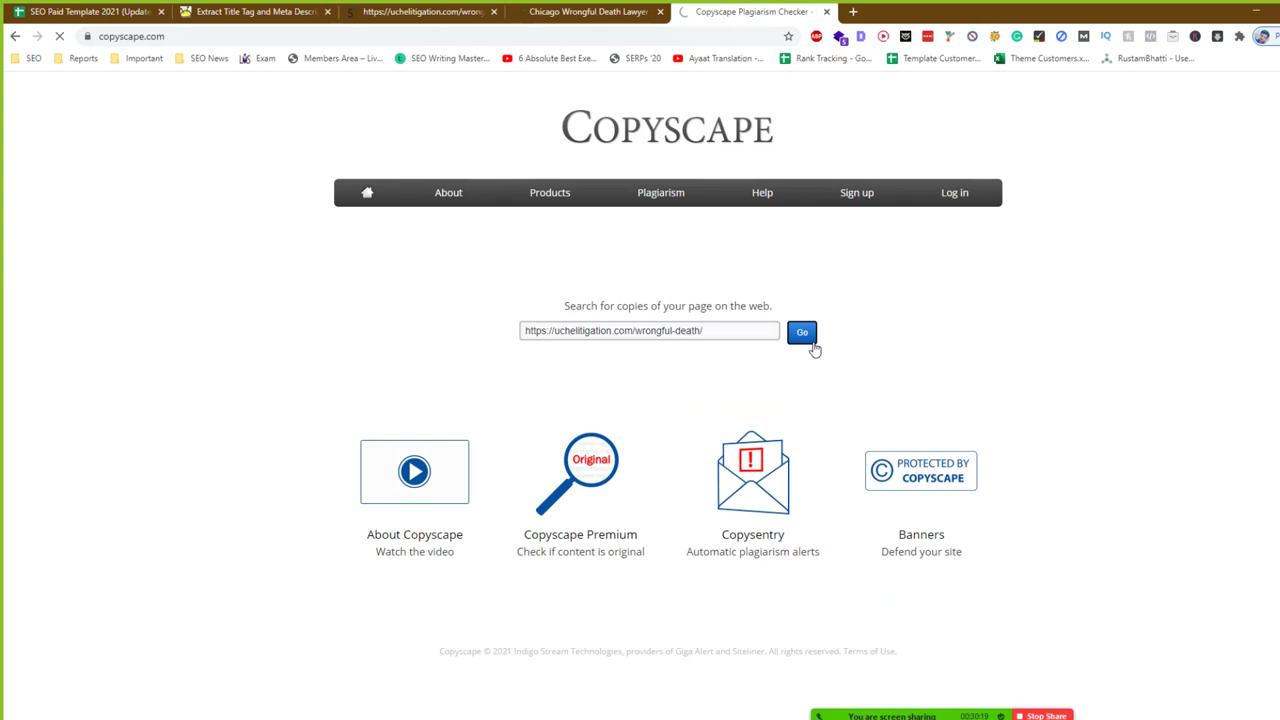 SEO Paid Template 2021 (Update
Extract Title Tag and Meta Descri
https://uchelitigation.com/wrong
Chicago Wrongful Death Lawyer
Copyscape Plagiarism Checker -
copyscape.com
SEO
Reports
Important
SEO News
Exam
Members Area – Liv...
SEO Writing Master...
6 Absolute Best Exe...
SERPs '20
Ayaat Translation -...
Rank Tracking - Go...
Template Customer...
Theme Customers.x...
RustamBhatti - Use...
COPYSCAPE
About
Products
Plagiarism
Help
Sign up
Log in
Search for copies of your page on the web.
https://uchelitigation.com/wrongful-death/
Go
Original
!
© PROTECTED BY
COPYSCAPE
About Copyscape
Copyscape Premium
Copysentry
Banners
Watch the video
Check if content is original
Automatic plagiarism alerts
Defend your site
Copyscape © 2021 Indigo Stream Technologies, providers of Giga Alert and Siteliner. All rights reserved. Terms of Use.
You are screen sharing
00:30:19
Stop Share